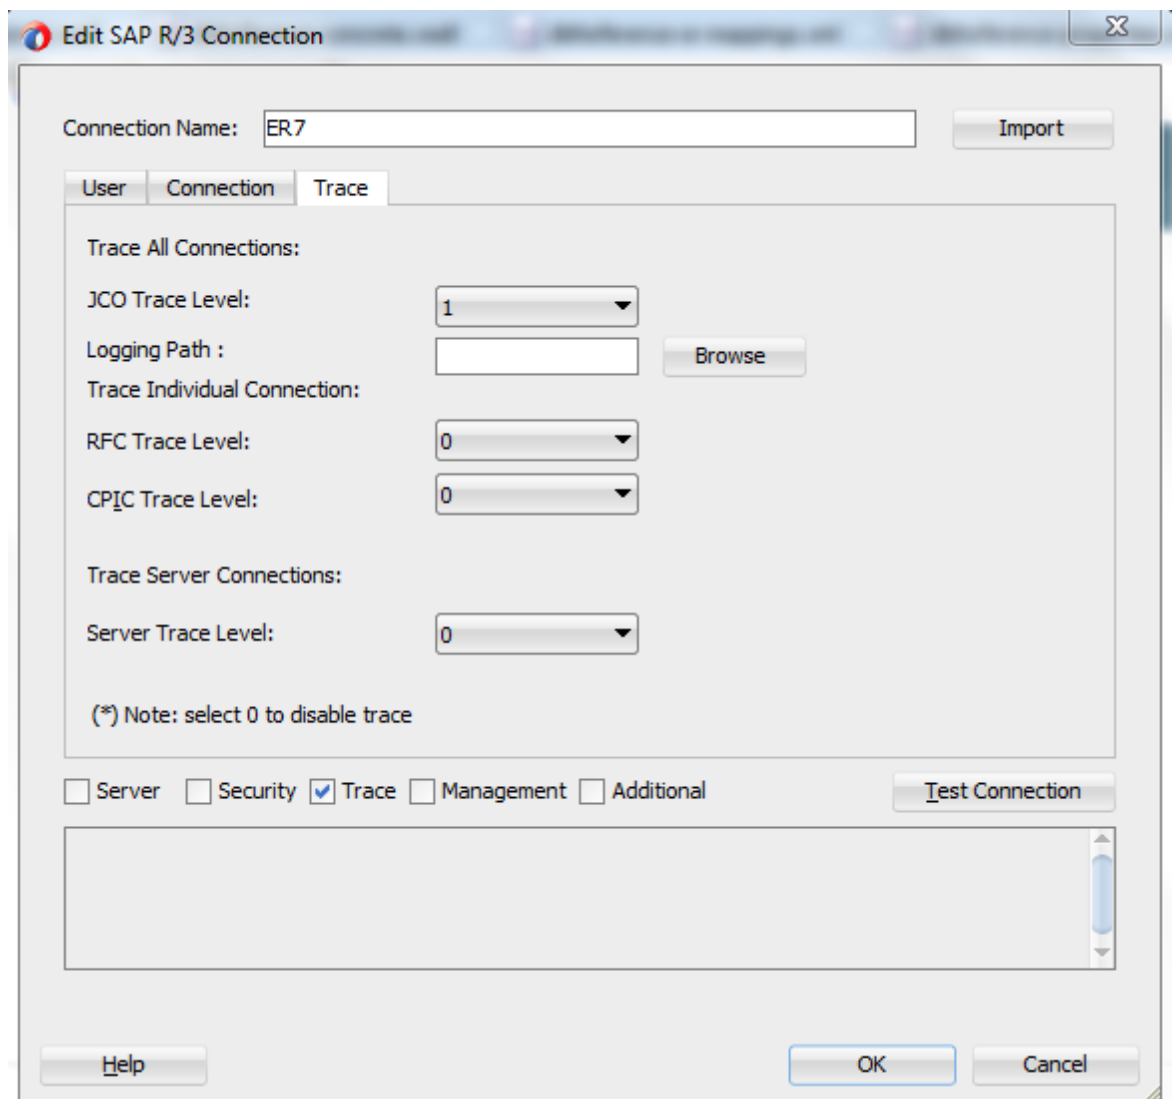 Edit SAP R/3 Connection
Connection Name: ER7 Import
User Connection Trace
Trace All Connections:
JCO Trace Level: 1
Logging Path : Browse
Trace Individual Connection:
RFC Trace Level: 0
CPIC Trace Level: 0
Trace Server Connections:
Server Trace Level: 0
(*) Note: select 0 to disable trace
Server Security Trace Management Additional Test Connection
Help OK Cancel